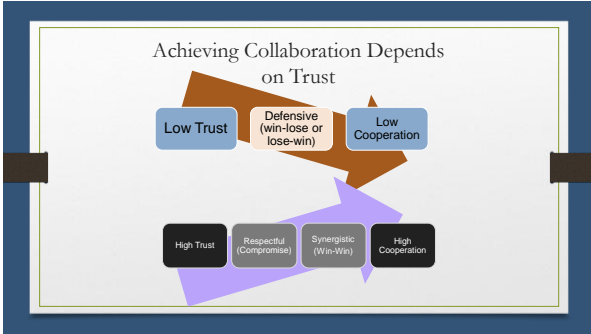 Achieving Collaboration Depends
on Trust
Low Trust
Defensive
(win-lose or
lose-win)
Low
Cooperation
High Trust
Respectful
(Compromise)
Synergistic
(Win-Win)
High
Cooperation